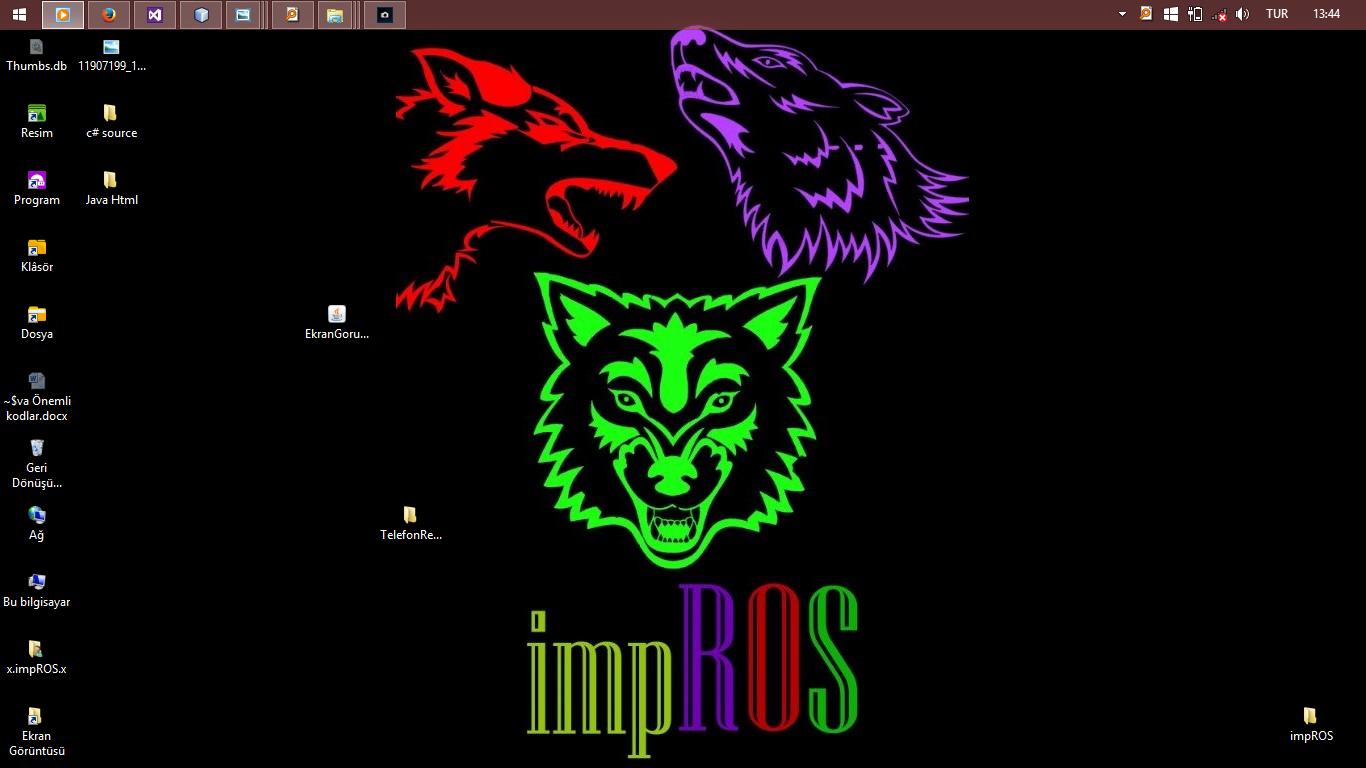 TUR
13:44
Thumbs.db
11907199_1...
Resim
c# source
Program
Java Html
Klâsör
Dosya
EkranGoru...
~$va Önemli
kodlar.docx
Geri
Dönüşü...
Ağ
TelefonRe...
Bu bilgisayar
x.impROS.x
Ekran
Görüntüsü
impROS
impROS